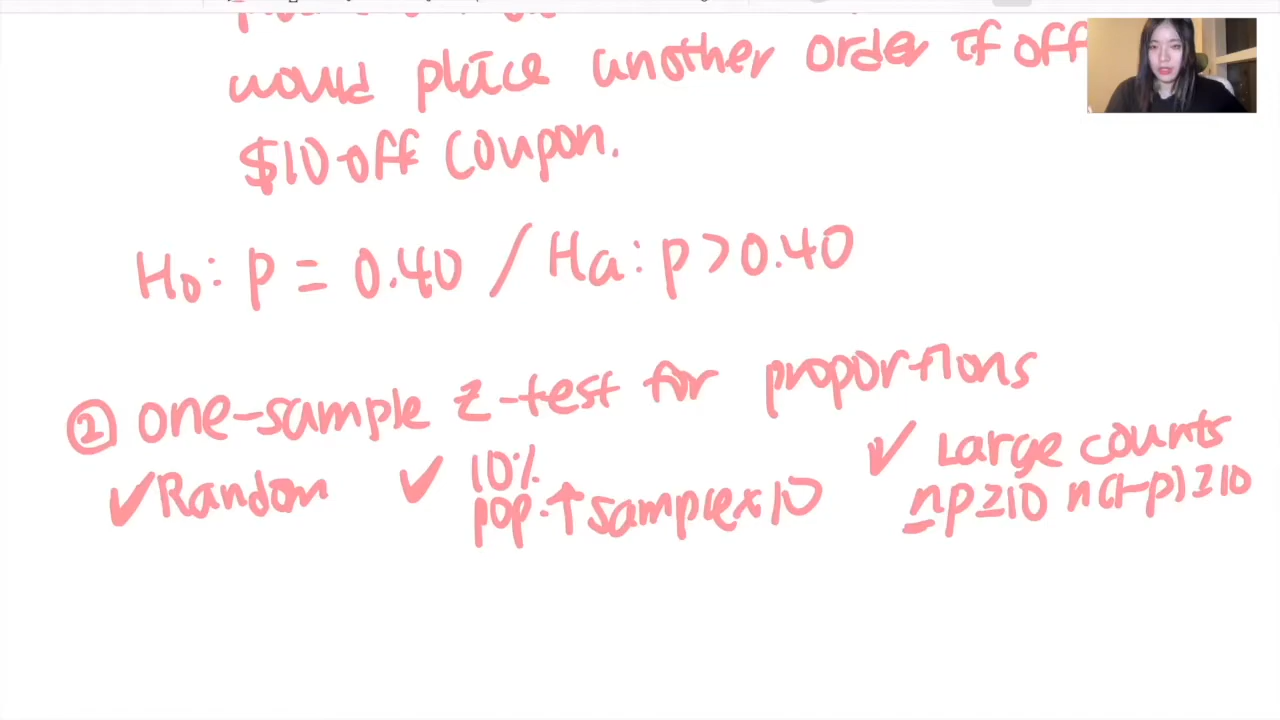 would place another order if off
$10 off coupon.
H0: p = 0.40 / Ha: p > 0.40
② one-sample z-test for proportions
✓ Random ✓ 10% ✓ Large counts
pop. ↑ sample x 10 np ≥ 10 n(1-p) ≥ 10